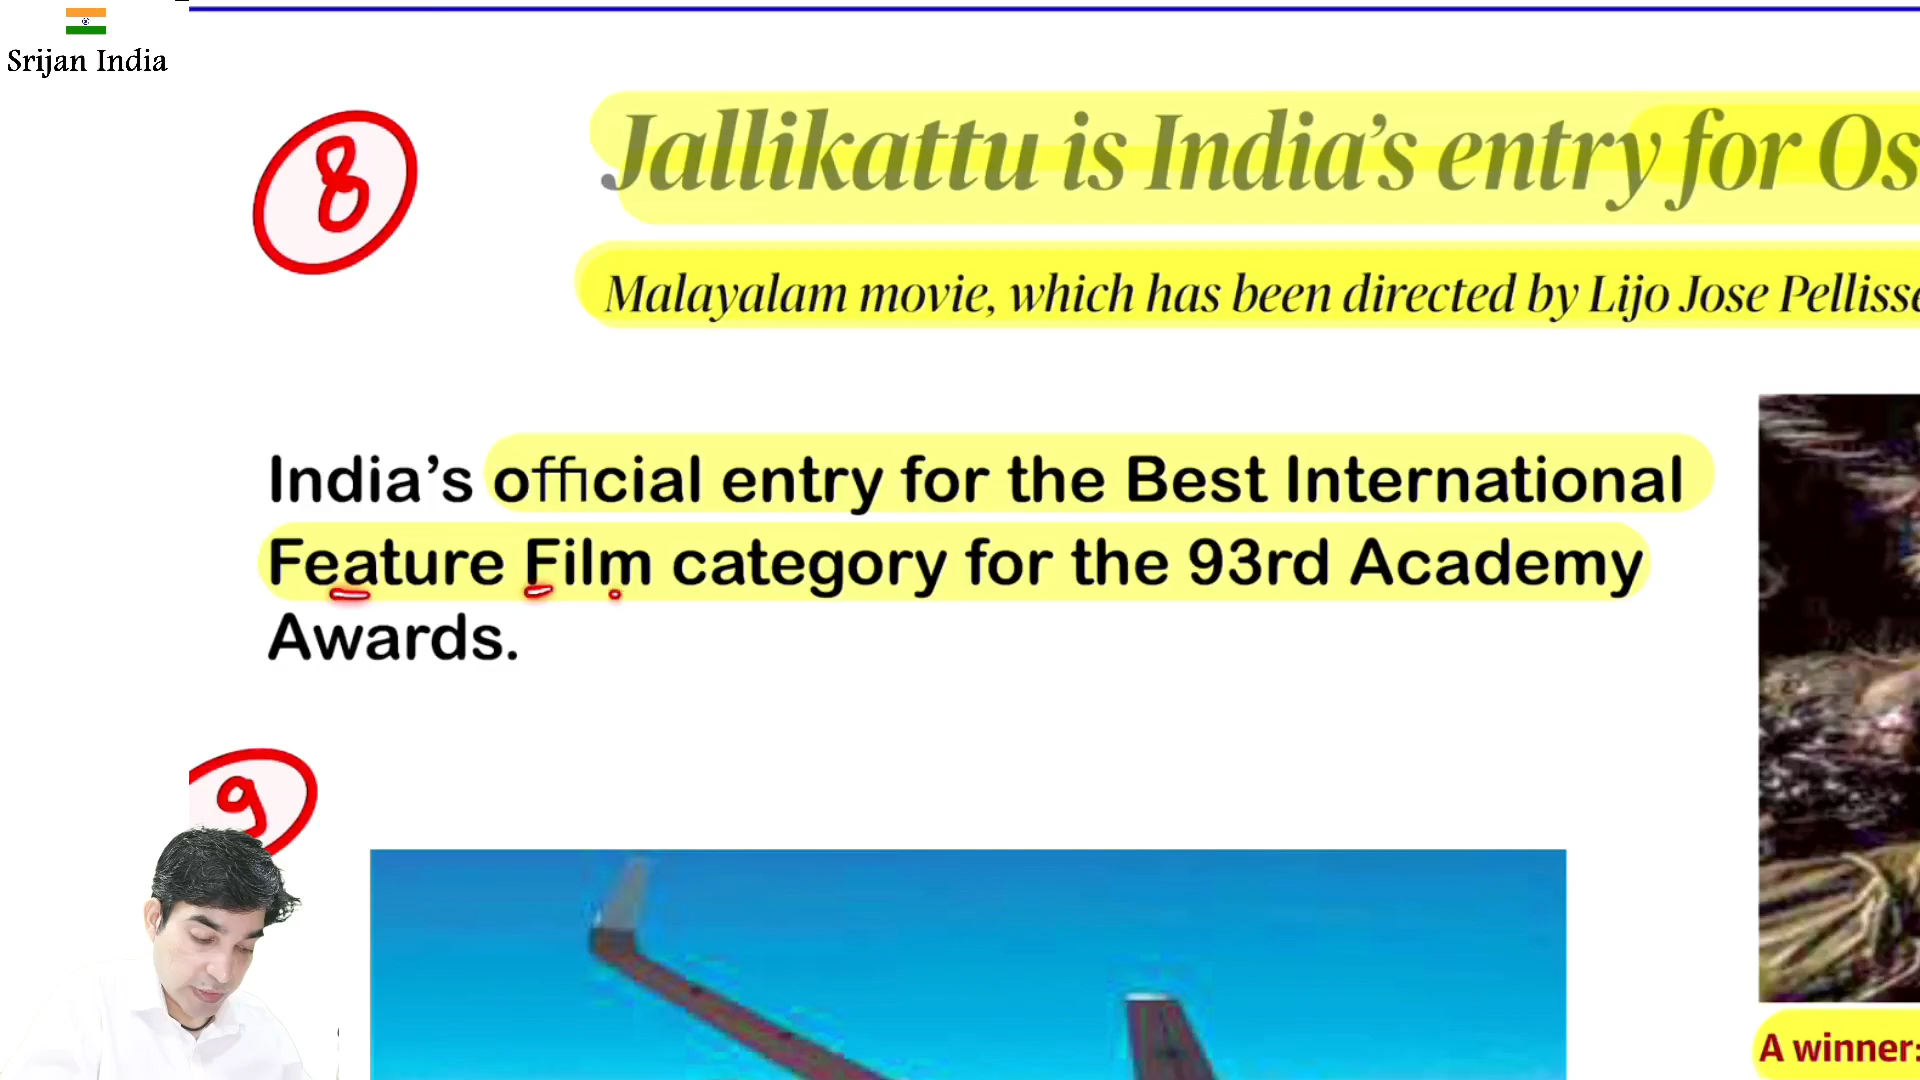 Srijan India
8
Jallikattu is India's entry for Os
Malayalam movie, which has been directed by Lijo Jose Pellisse
India's official entry for the Best International
Feature Film category for the 93rd Academy
Awards.
9
A winner: